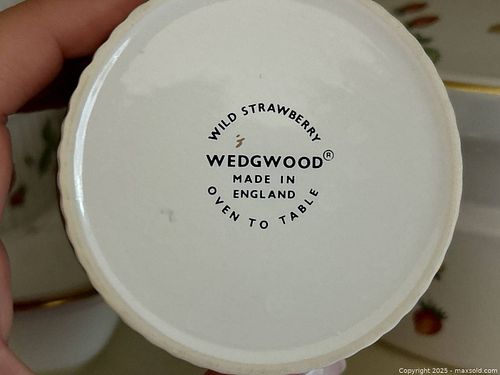 WILD STRAWBERRY
WEDGWOOD®
MADE IN
ENGLAND
OVEN TO TABLE
Copyright 2025 - maxsold.com